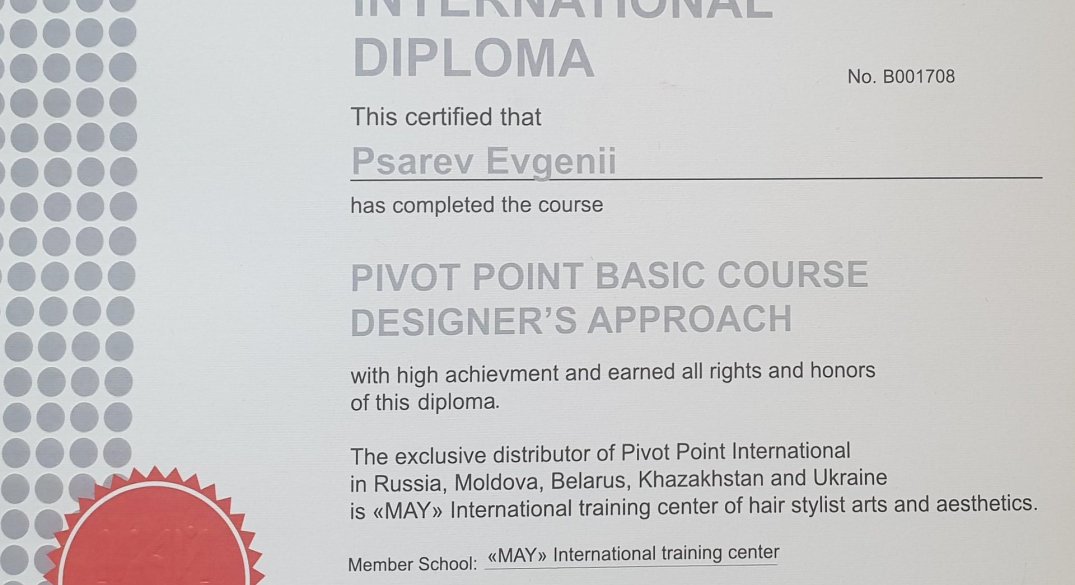 INTERNATIONAL
DIPLOMA
No. B001708
This certified that
Psarev Evgenii
has completed the course
PIVOT POINT BASIC COURSE
DESIGNER'S APPROACH
with high achievment and earned all rights and honors
of this diploma.
The exclusive distributor of Pivot Point International
in Russia, Moldova, Belarus, Khazakhstan and Ukraine
is «MAY» International training center of hair stylist arts and aesthetics.
Member School: «MAY» International training center